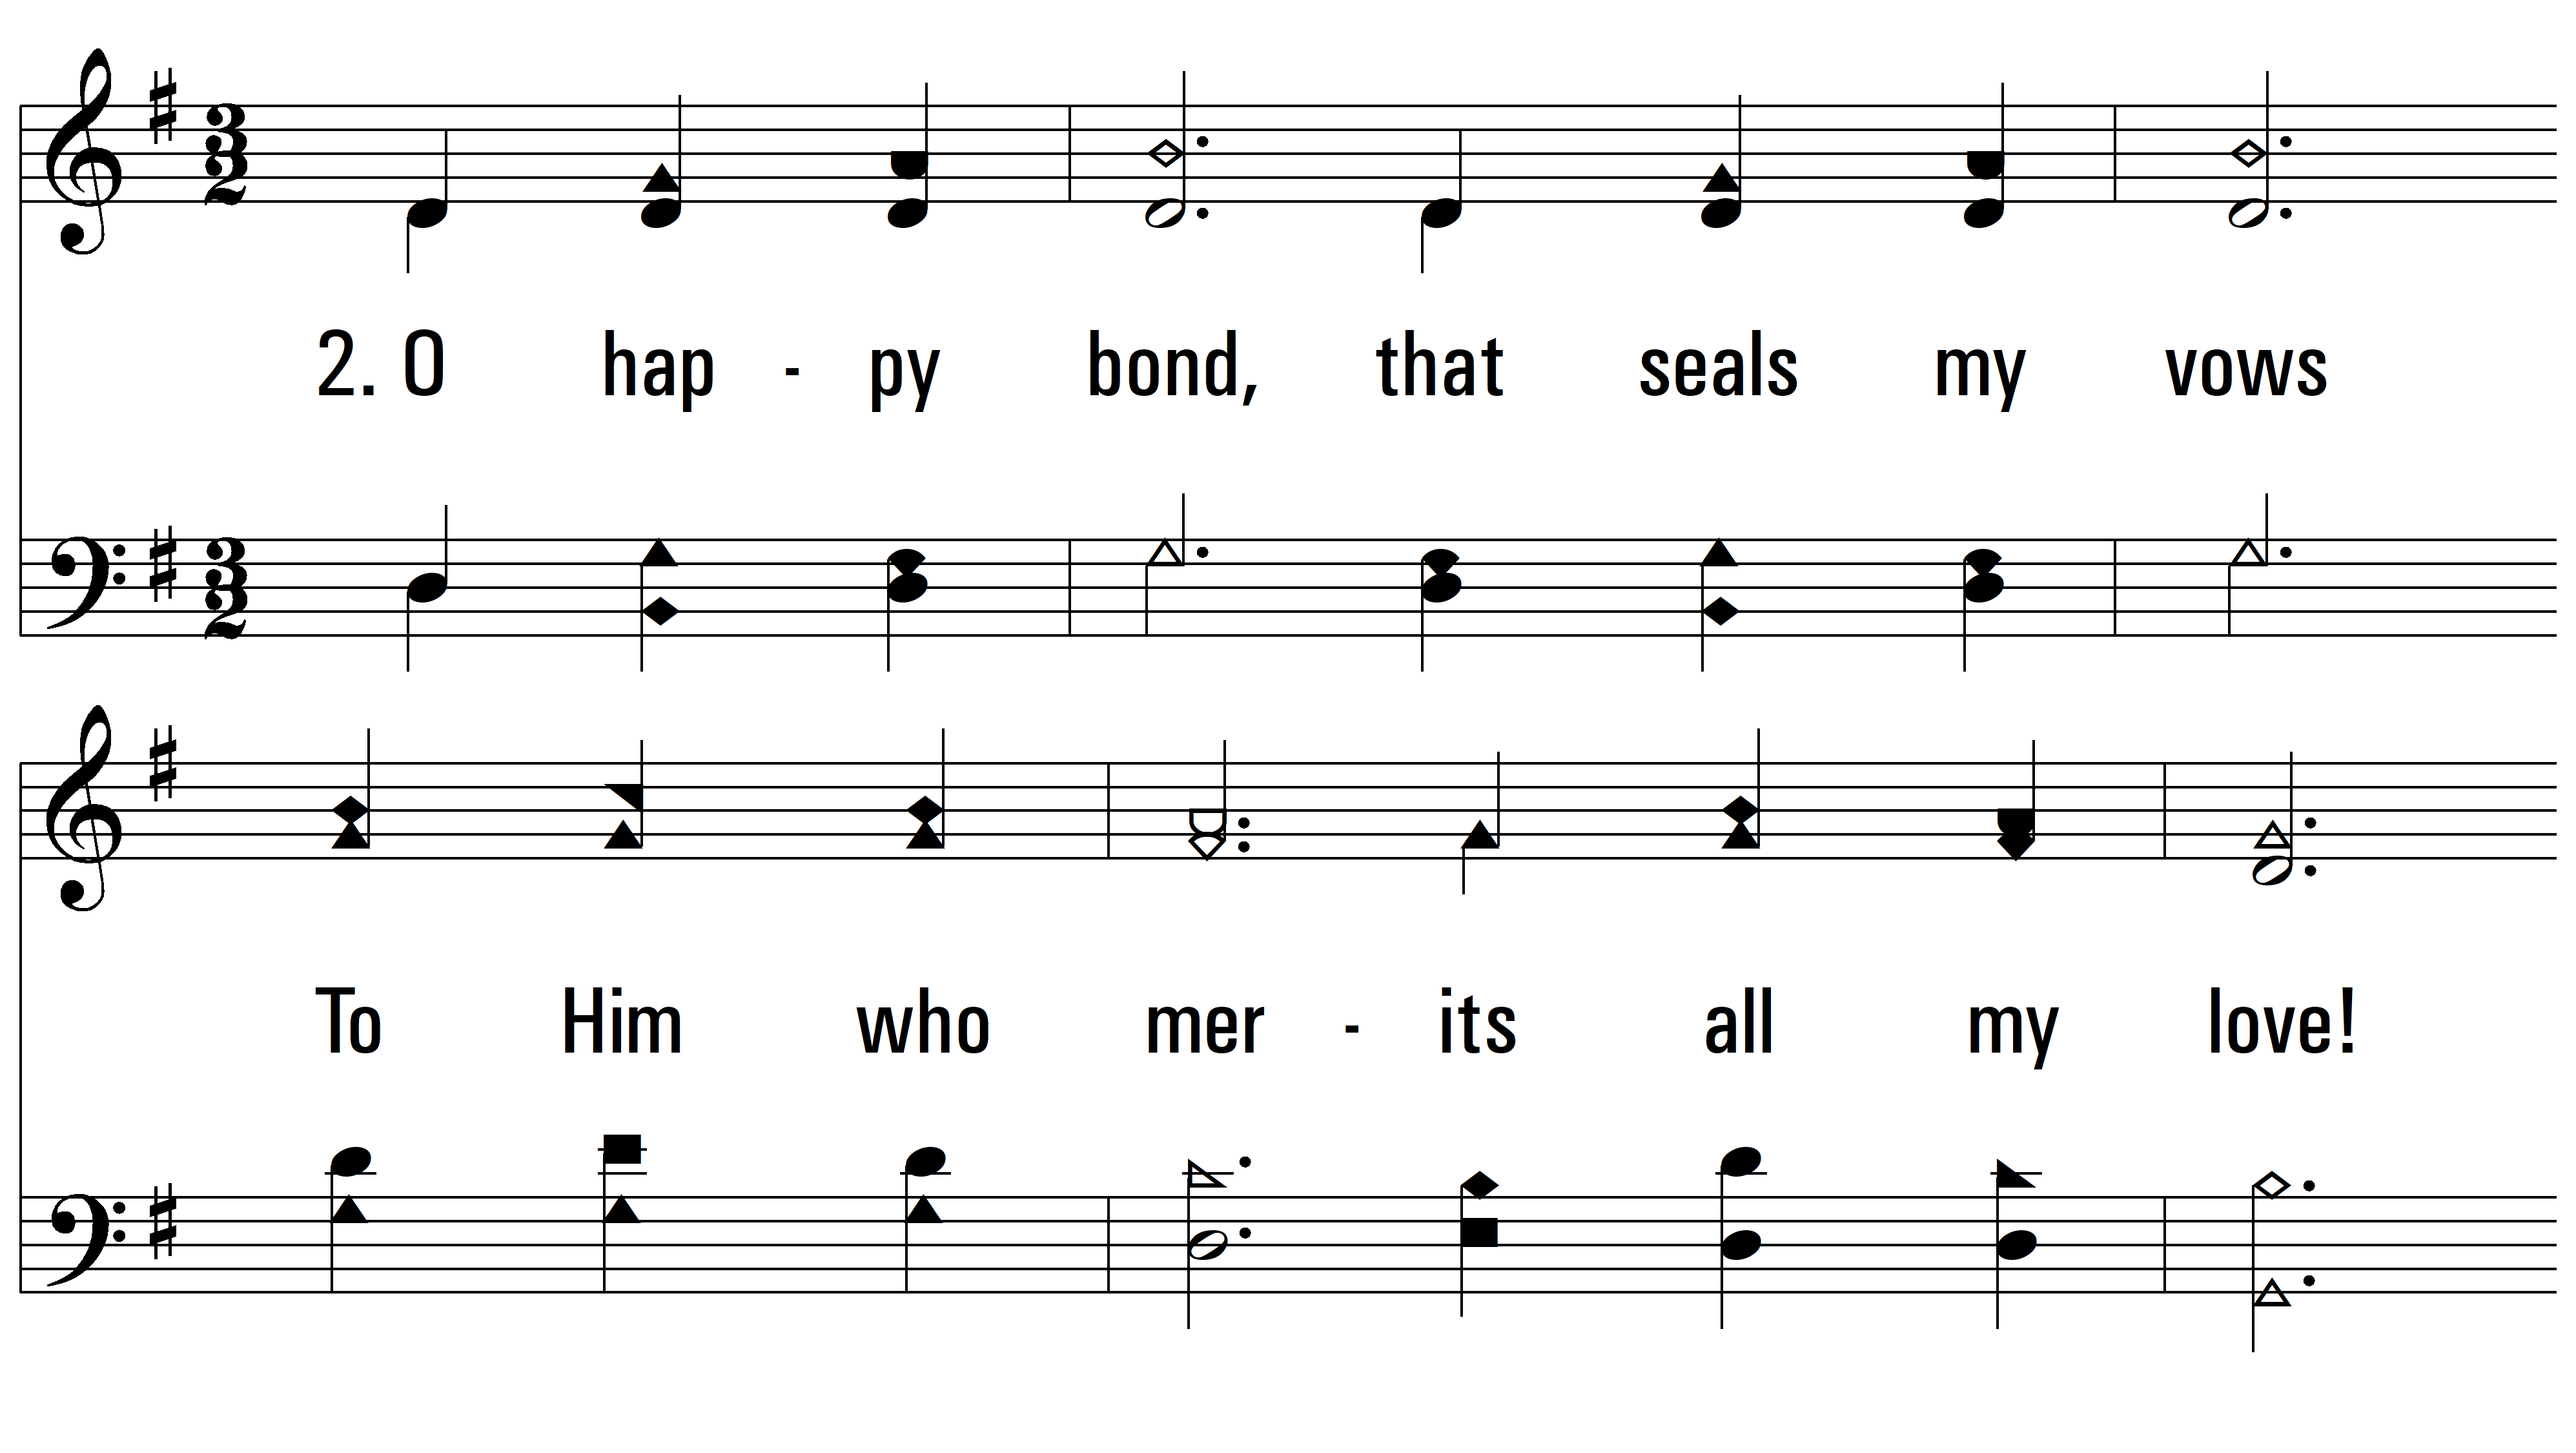 2. O hap - py bond, that seals my vows
To Him who mer - its all my love!